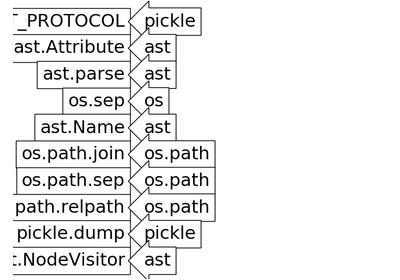 T_PROTOCOL pickle
ast.Attribute ast
ast.parse ast
os.sep os
ast.Name ast
os.path.join os.path
os.path.sep os.path
path.relpath os.path
pickle.dump pickle
t.NodeVisitor ast